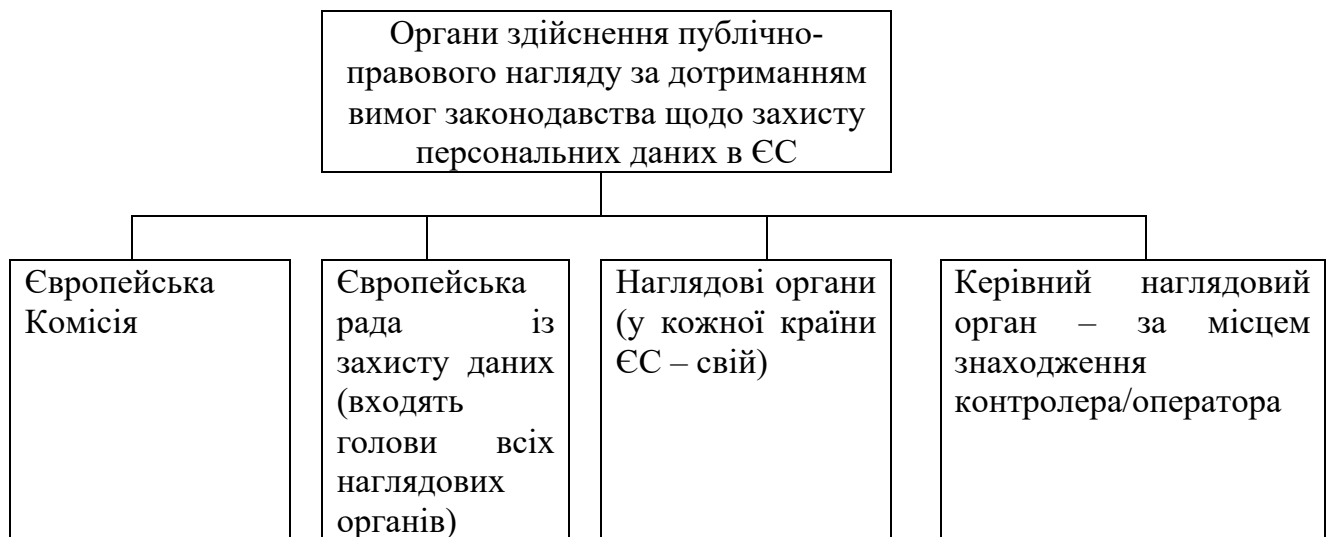 Органи здійснення публічно-
правового нагляду за дотриманням
вимог законодавства щодо захисту
персональних даних в ЄС
Європейська
Комісія
Європейська
рада із
захисту даних
(входять
голови всіх
наглядових
органів)
Наглядові органи
(у кожної країни
ЄС – свій)
Керівний наглядовий
орган – за місцем
знаходження
контролера/оператора